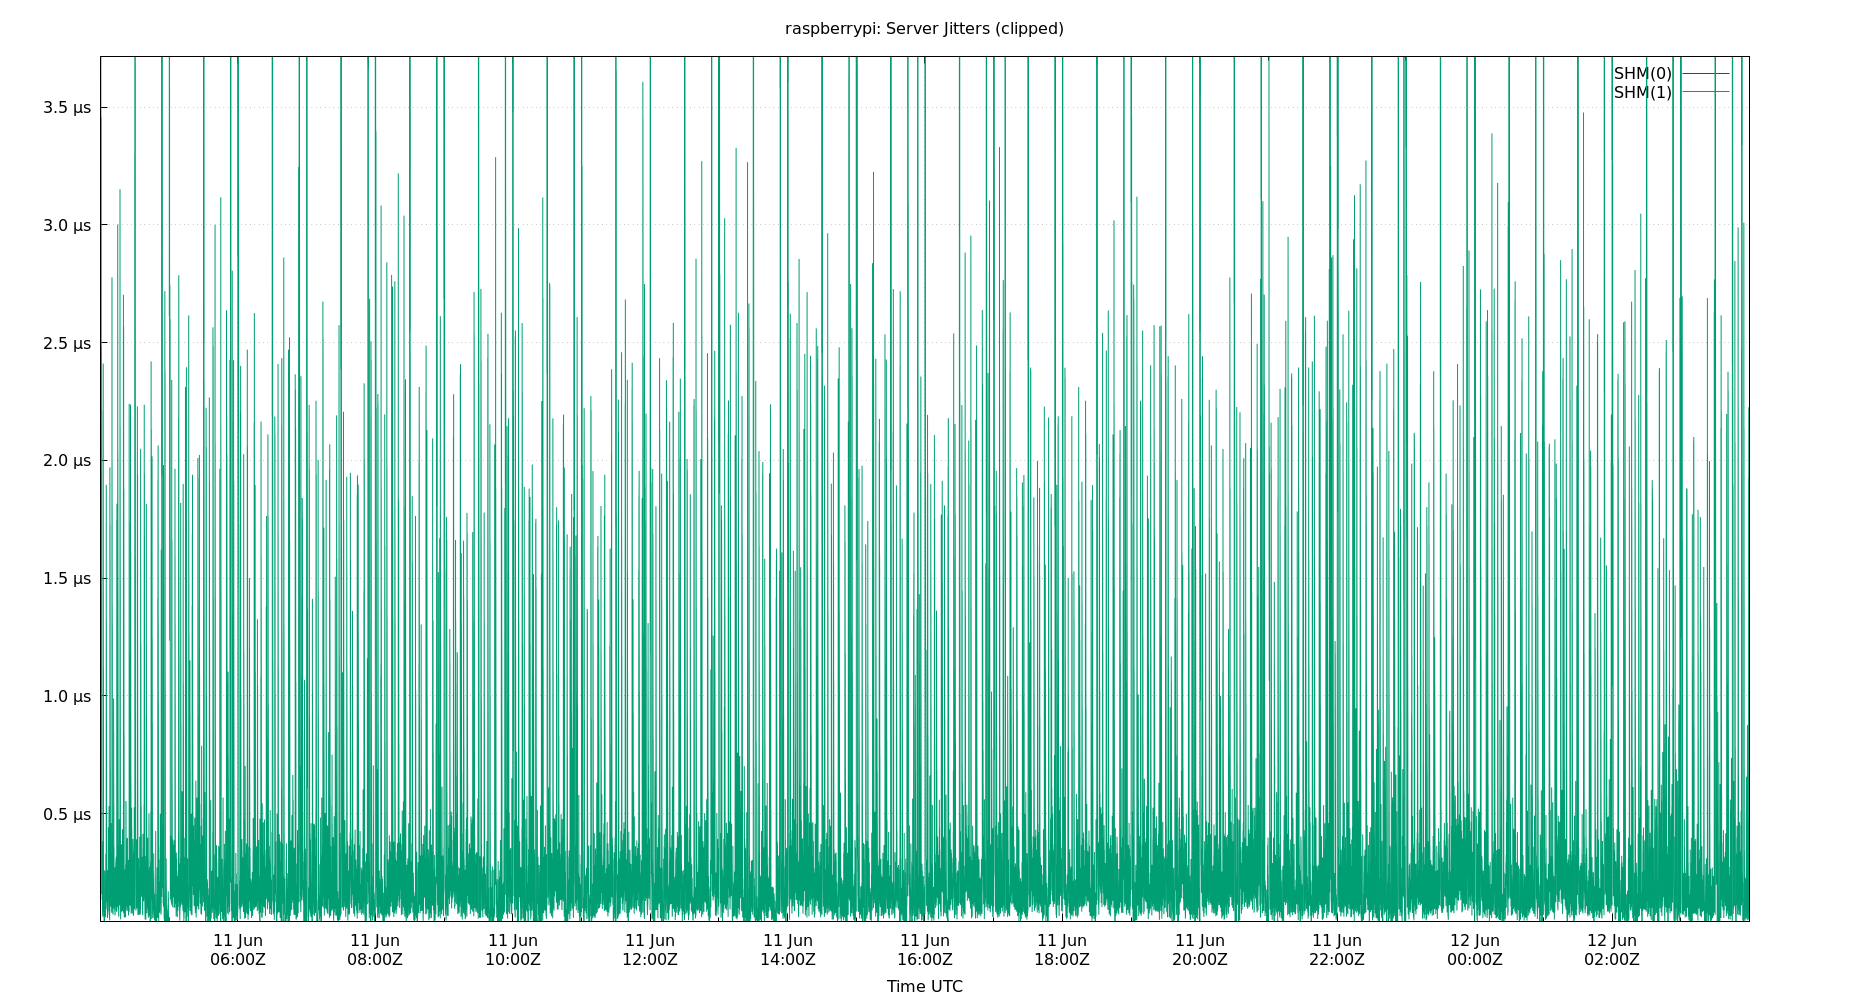 raspberrypi: Server Jitters (clipped)
SHM(0)
SHM(1)
3.5 µs
3.0 µs
2.5 µs
2.0 µs
1.5 µs
1.0 µs
0.5 µs
11 Jun 11 Jun 11 Jun 11 Jun 11 Jun 11 Jun 11 Jun 11 Jun 11 Jun 12 Jun 12 Jun
06:00Z 08:00Z 10:00Z 12:00Z 14:00Z 16:00Z 18:00Z 20:00Z 22:00Z 00:00Z 02:00Z
Time UTC